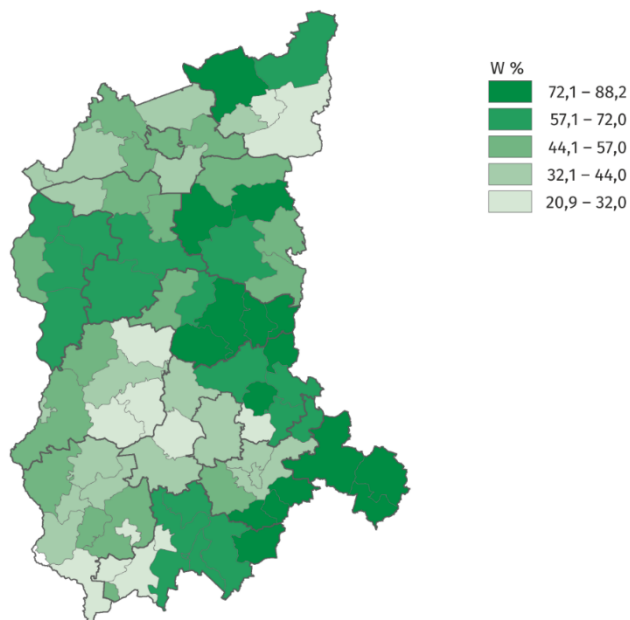 W %
72,1 – 88,2
57,1 – 72,0
44,1 – 57,0
32,1 – 44,0
20,9 – 32,0